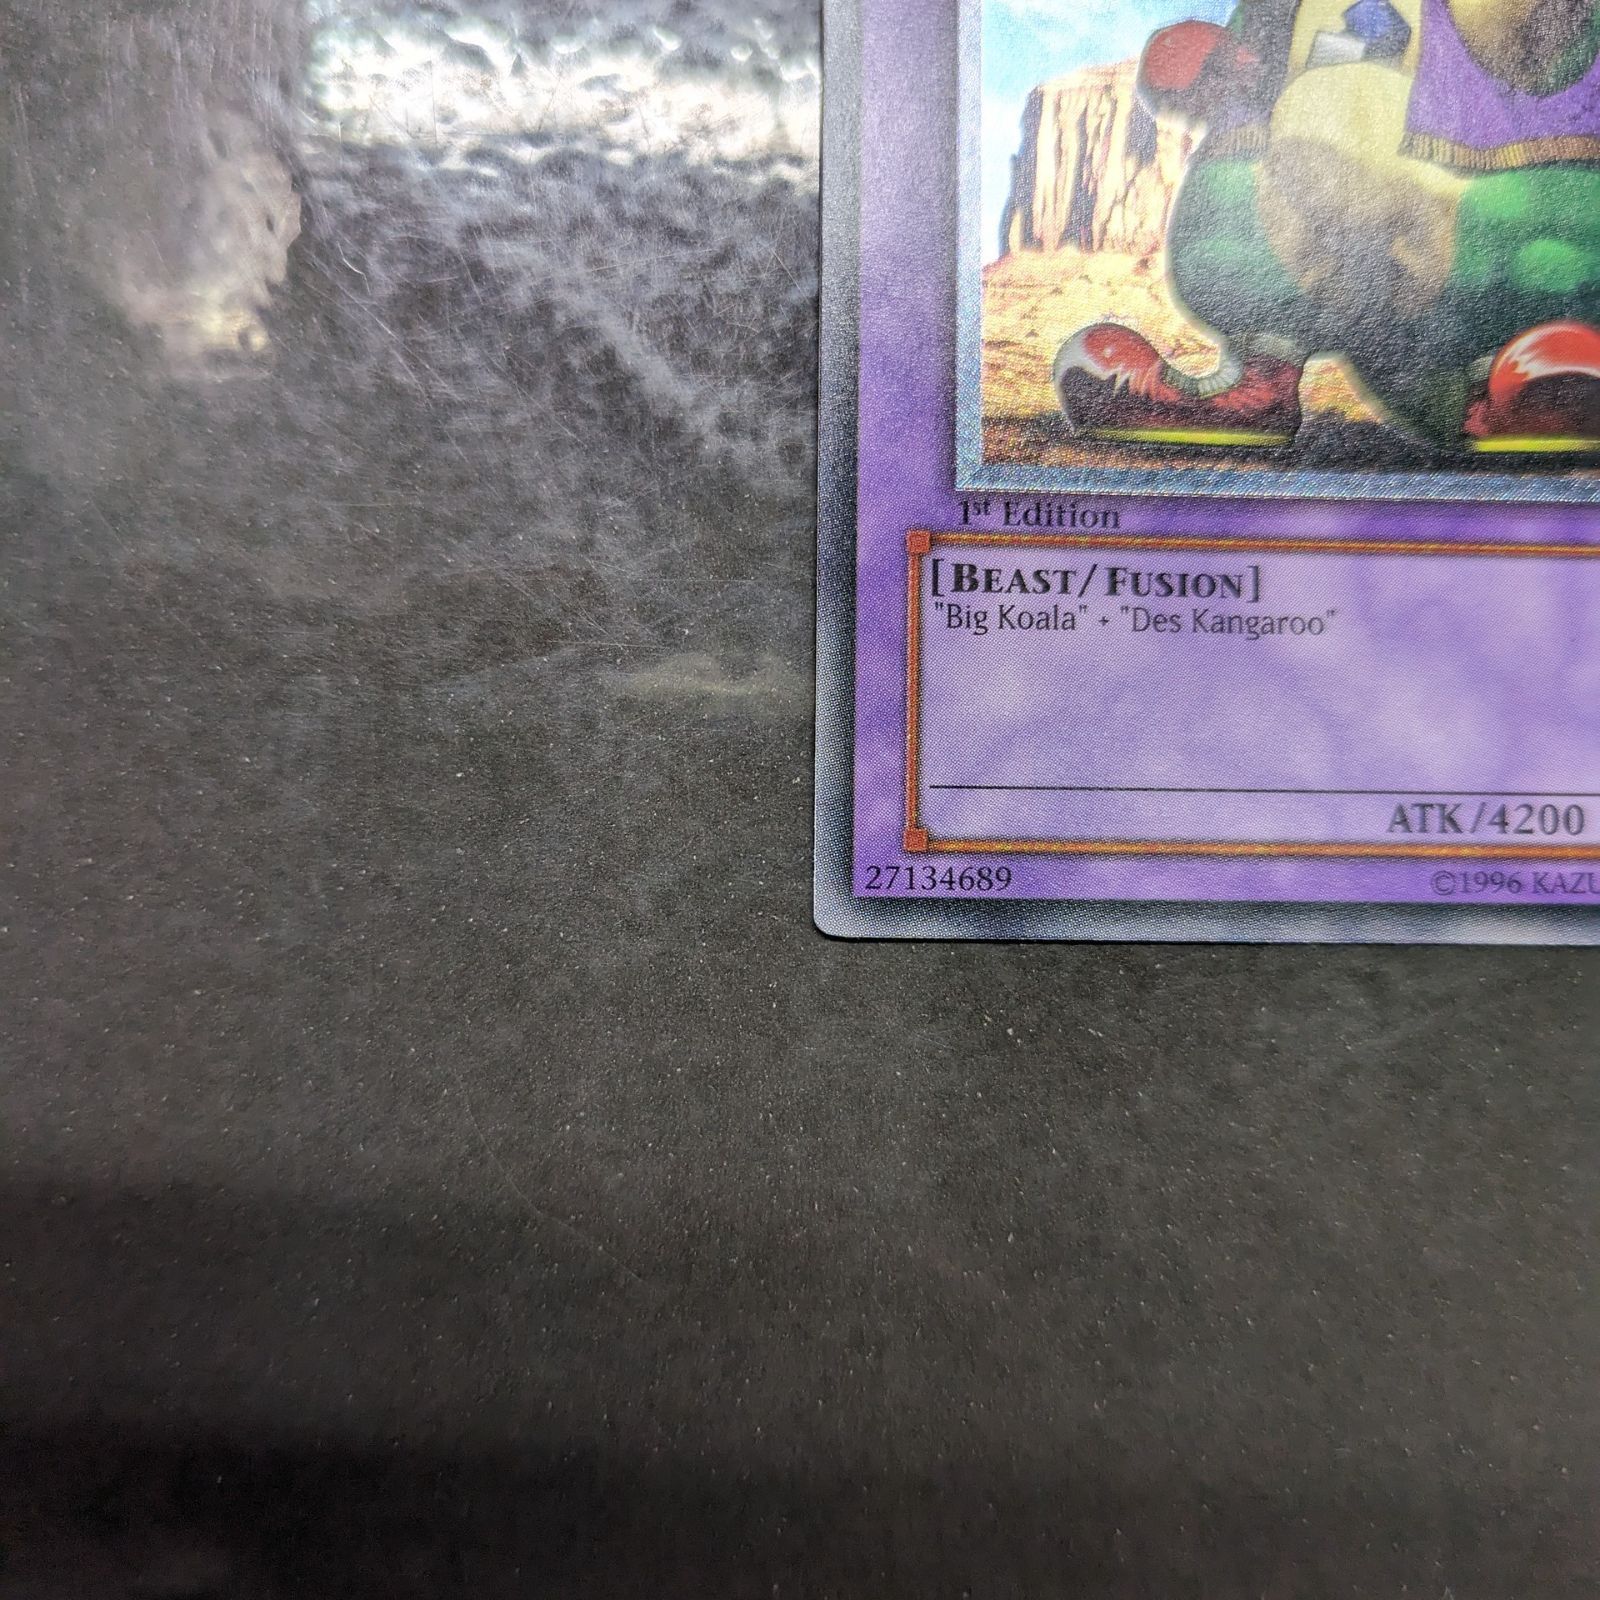 1st Edition
[BEAST/FUSION]
"Big Koala" + "Des Kangaroo"
ATK/4200
27134689
©1996 KAZU